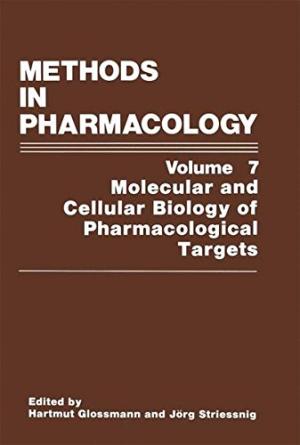 METHODS
IN
PHARMACOLOGY
Volume 7
Molecular and
Cellular Biology of
Pharmacological
Targets
Edited by
Hartmut Glossmann and Jörg Striessnig